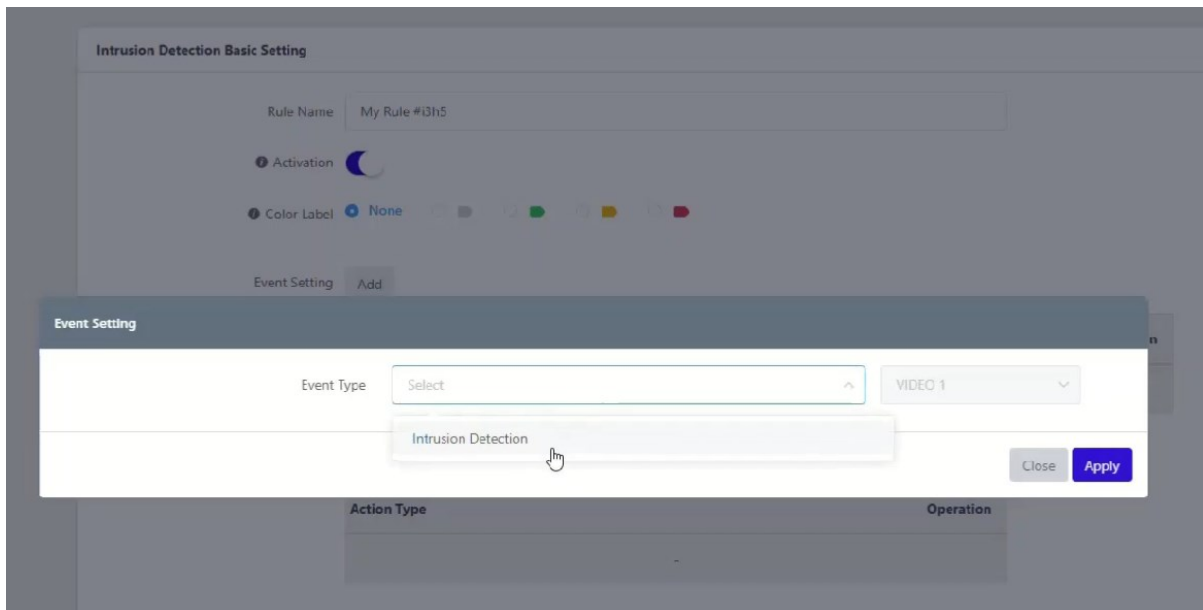 Intrusion Detection Basic Setting
Rule Name My Rule #i3h5
Activation
Color Label None
Event Setting Add
Event Setting
n
Event Type Select VIDEO 1
Intrusion Detection
Close Apply
Action Type Operation
-